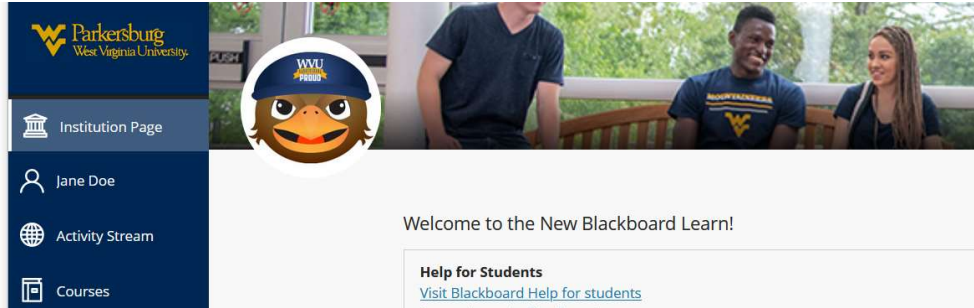 Parkersburg
West Virginia University.
Institution Page
Jane Doe
Activity Stream
Courses
PUSH
WVU
PROUD
MOUNTAINEERS
Welcome to the New Blackboard Learn!
Help for Students
Visit Blackboard Help for students